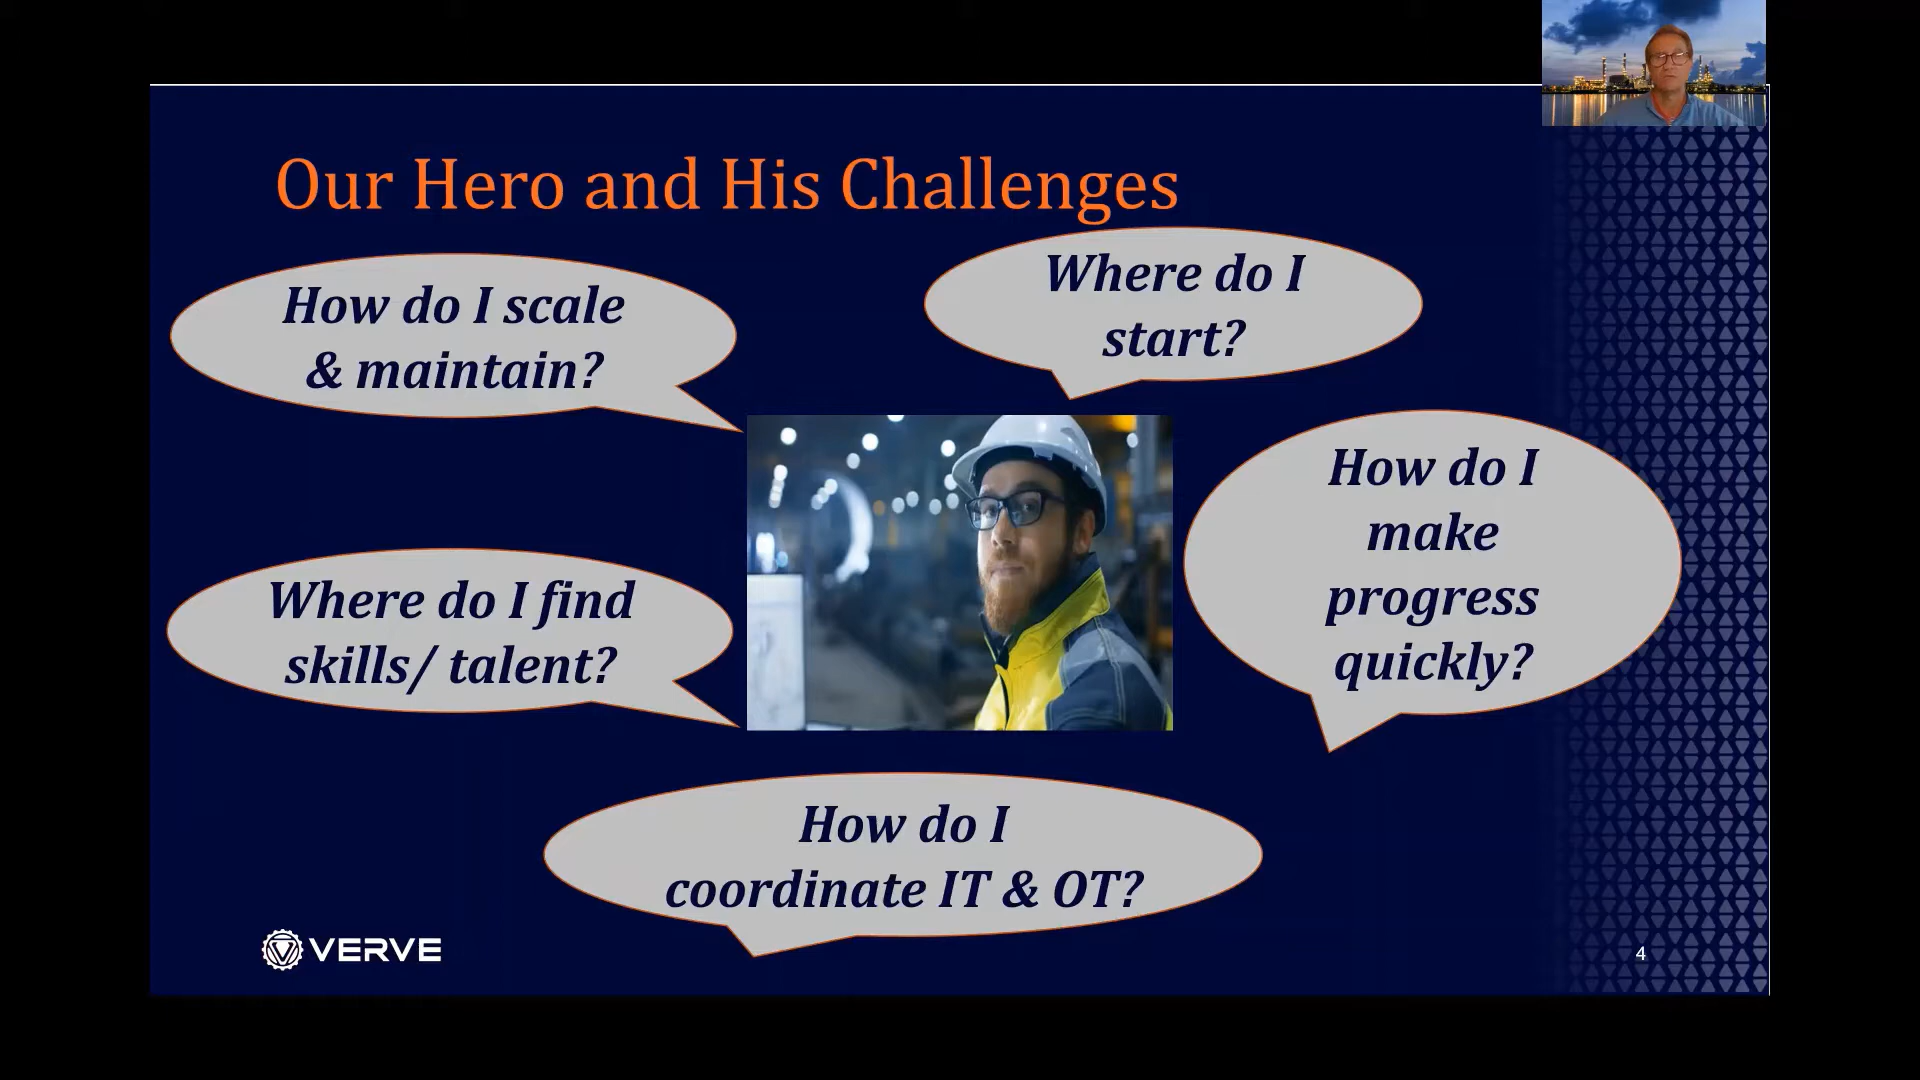 Our Hero and His Challenges
How do I scale
& maintain?
Where do I
start?
How do I
make
progress
quickly?
Where do I find
skills/ talent?
How do I
coordinate IT & OT?
VERVE
4